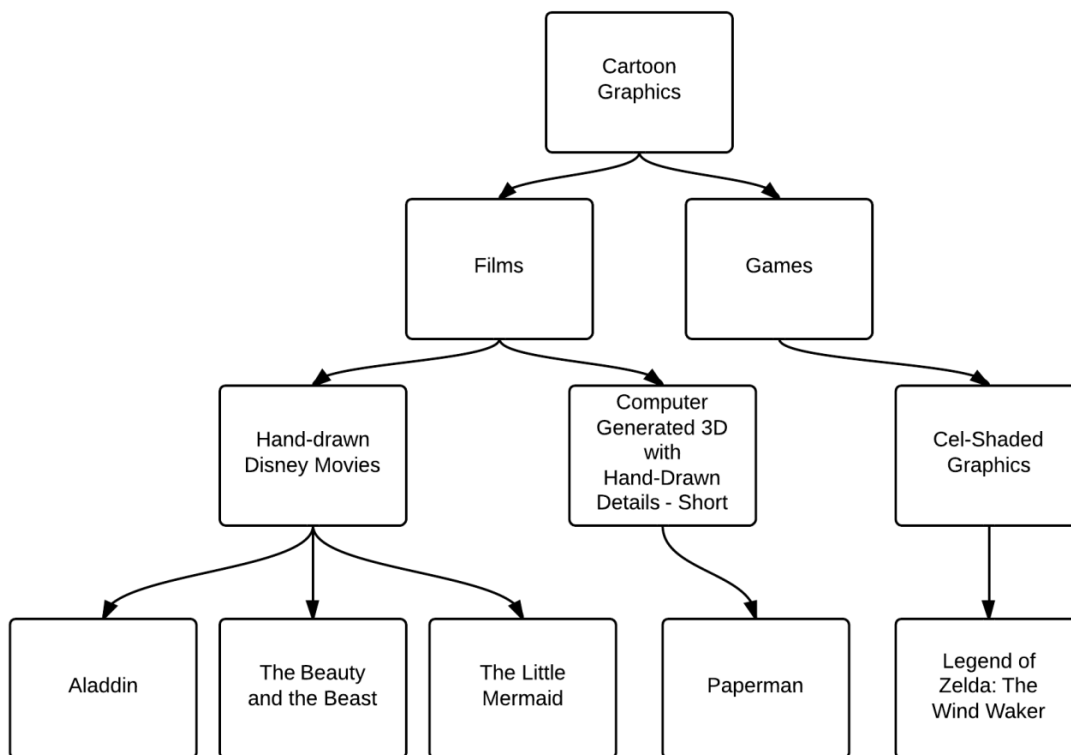 Cartoon
Graphics
Films
Games
Hand-drawn
Disney Movies
Computer
Generated 3D
with
Hand-Drawn
Details - Short
Cel-Shaded
Graphics
Aladdin
The Beauty
and the Beast
The Little
Mermaid
Paperman
Legend of
Zelda: The
Wind Waker